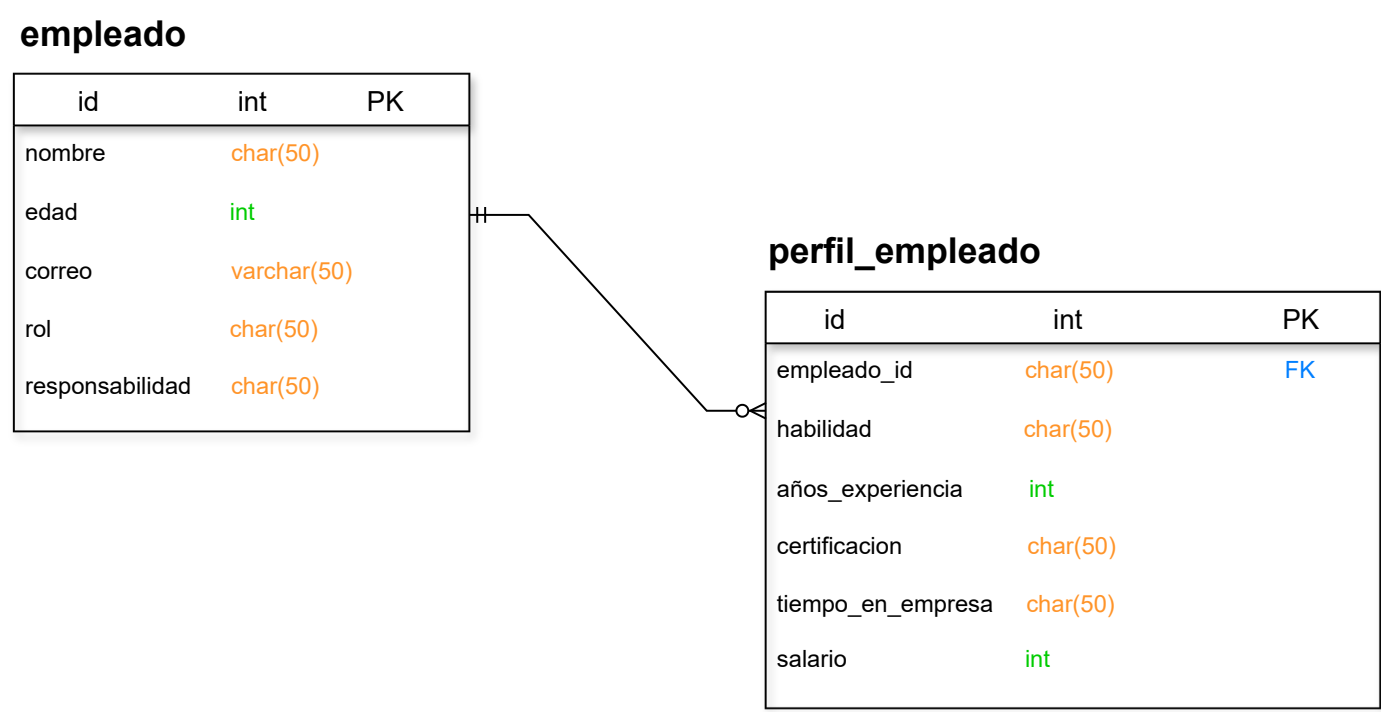 empleado
id int PK
nombre char(50)
edad int
correo varchar(50)
rol char(50)
responsabilidad char(50)
perfil_empleado
id int PK
empleado_id char(50) FK
habilidad char(50)
años_experiencia int
certificacion char(50)
tiempo_en_empresa char(50)
salario int